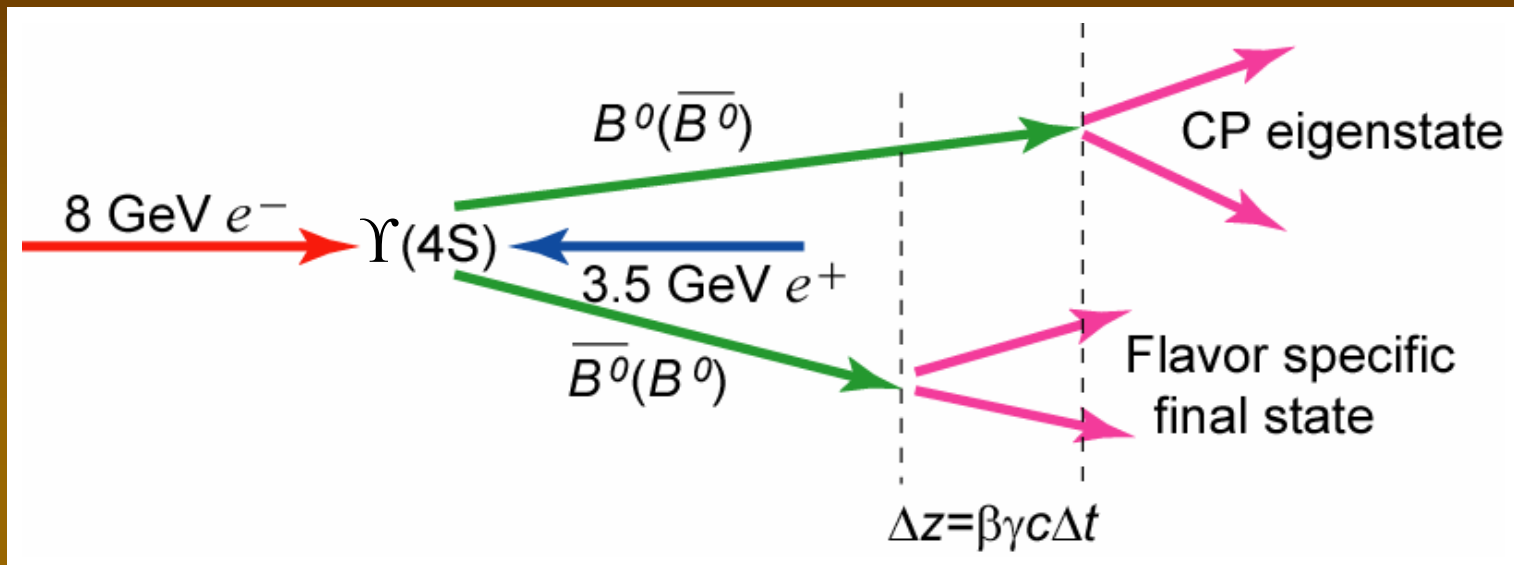 B⁰(B̅⁰)
CP eigenstate
8 GeV e⁻
ϒ(4S)
3.5 GeV e⁺
B̅⁰(B⁰)
Flavor specific
final state
Δz=βγcΔt